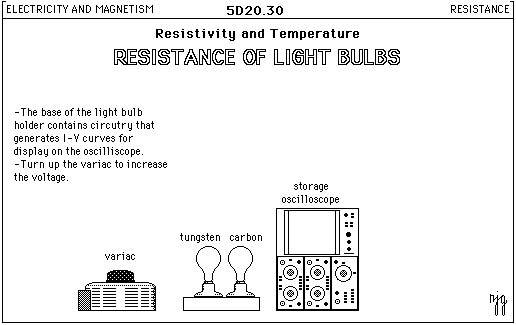 ELECTRICITY AND MAGNETISM 5D20.30 RESISTANCE
Resistivity and Temperature
RESISTANCE OF LIGHT BULBS
-The base of the light bulb
holder contains circutry that
generates I-V curves for
display on the oscilliscope.
-Turn up the variac to increase
the voltage.
storage
oscilloscope
tungsten carbon
variac
njg